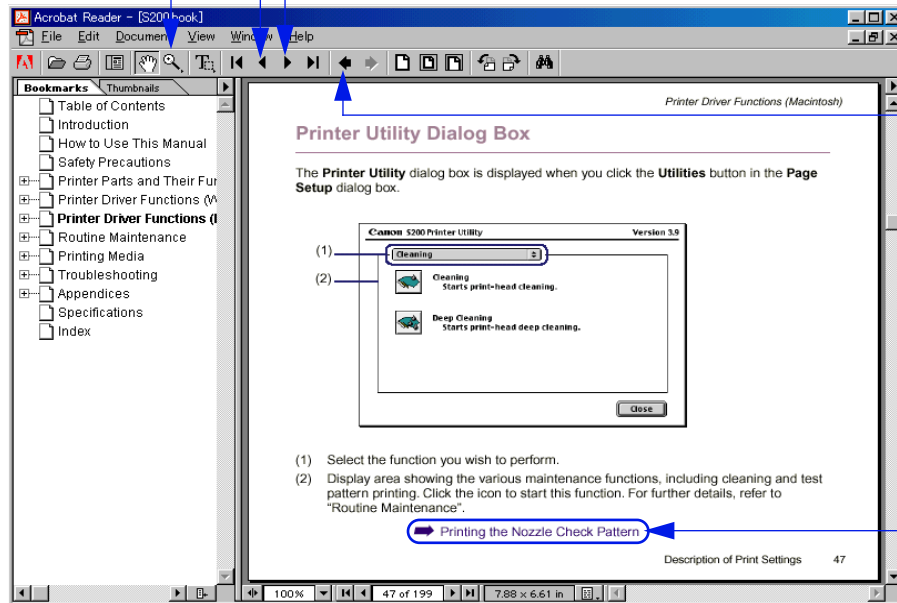 Acrobat Reader - [S200book]
File Edit Document View Window Help
Bookmarks Thumbnails
Table of Contents
Introduction
How to Use This Manual
Safety Precautions
Printer Parts and Their Fur
Printer Driver Functions (W
Printer Driver Functions (I
Routine Maintenance
Printing Media
Troubleshooting
Appendices
Specifications
Index
Printer Driver Functions (Macintosh)
Printer Utility Dialog Box
The Printer Utility dialog box is displayed when you click the Utilities button in the Page
Setup dialog box.
Canon S200 Printer Utility Version 3.9
(1)
Cleaning
(2)
Cleaning
Starts print-head cleaning.
Deep Cleaning
Starts print-head deep cleaning.
Close
(1) Select the function you wish to perform.
(2) Display area showing the various maintenance functions, including cleaning and test
pattern printing. Click the icon to start this function. For further details, refer to
“Routine Maintenance”.
Printing the Nozzle Check Pattern
Description of Print Settings 47
100% 47 of 199 7.88 × 6.61 in